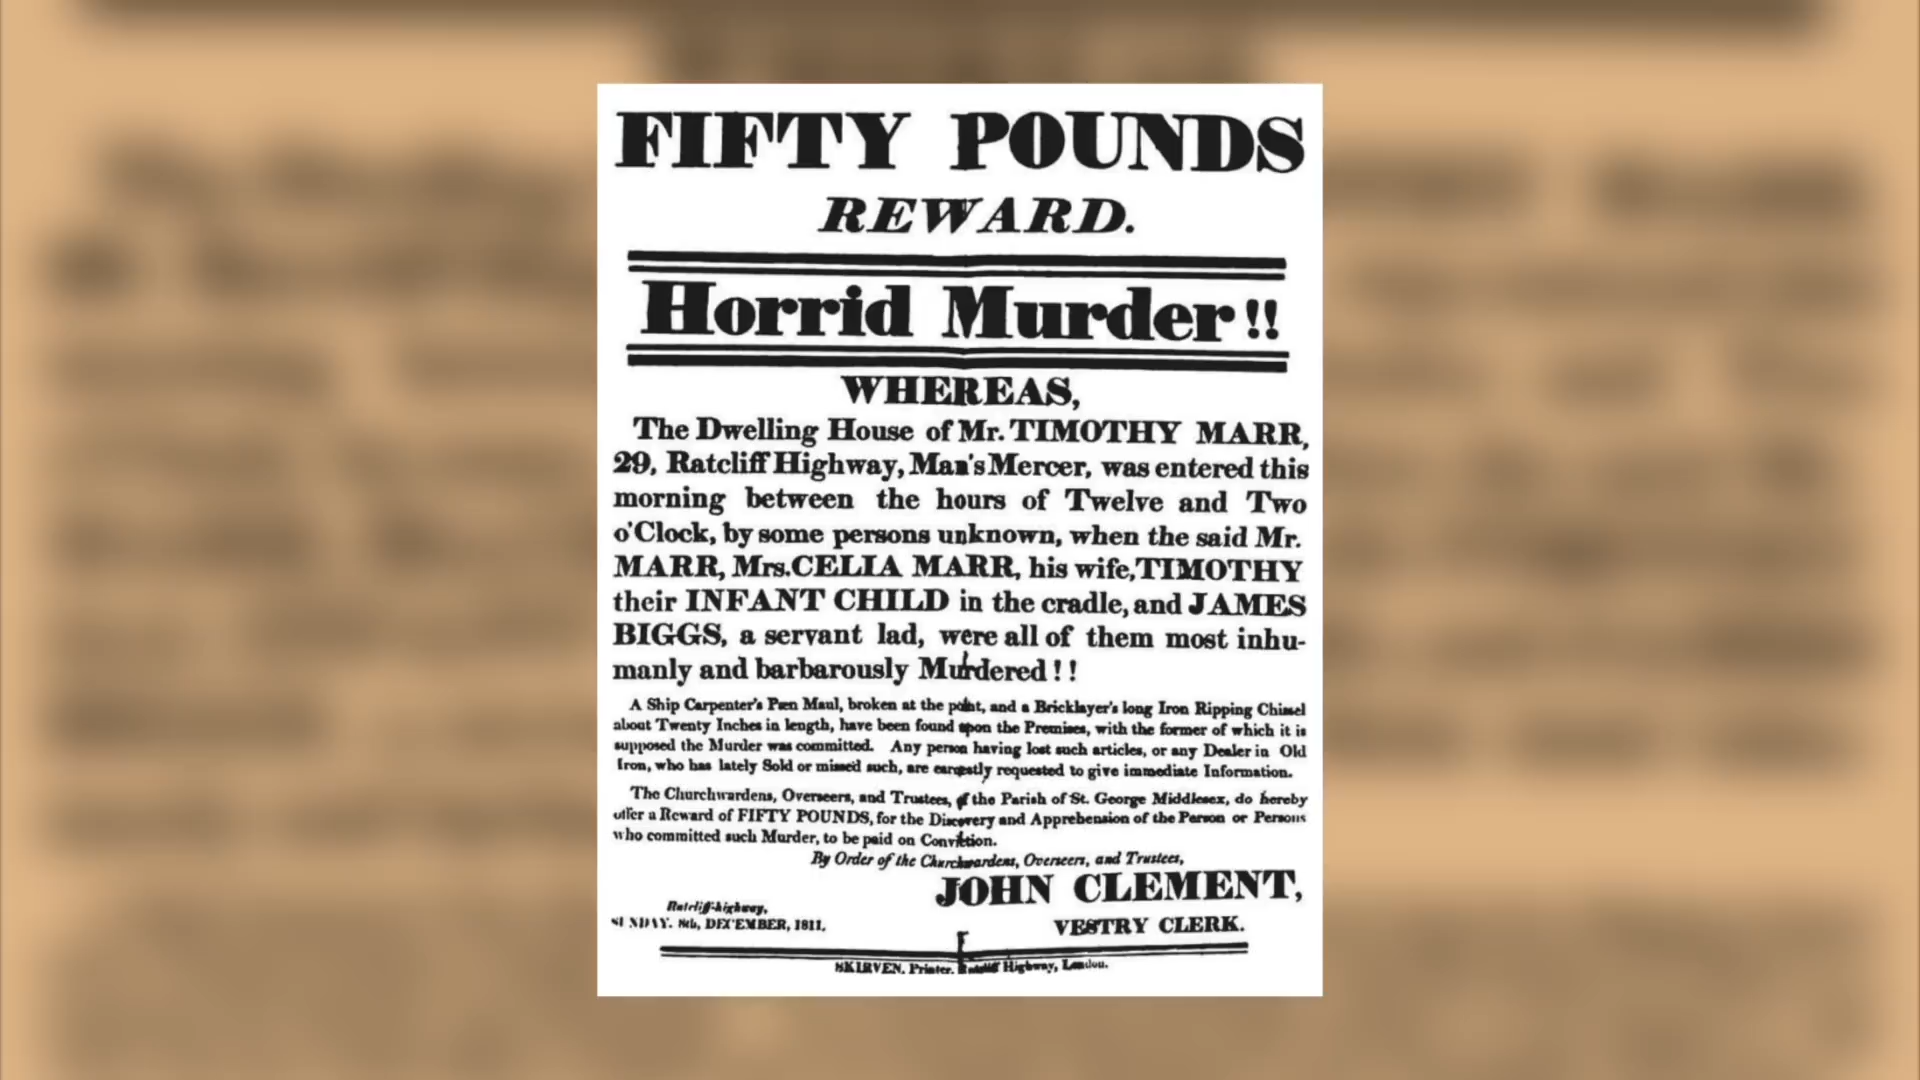 FIFTY POUNDS
REWARD.
Horrid Murder!!
WHEREAS,
The Dwelling House of Mr. TIMOTHY MARR,
29, Ratcliff Highway, Man's Mercer, was entered this
morning between the hours of Twelve and Two
o'Clock, by some persons unknown, when the said Mr.
MARR, Mrs. CELIA MARR, his wife, TIMOTHY
their INFANT CHILD in the cradle, and JAMES
BIGGS, a servant lad, were all of them most inhu-
manly and barbarously Murdered!!
A Ship Carpenter's Pæn Maul, broken at the point, and a Bricklayer's long Iron Ripping Chissel
about Twenty Inches in length, have been found upon the Premises, with the former of which it is
supposed the Murder was committed. Any person having lost such articles, or any Dealer in Old
Iron, who has lately Sold or missed such, are earnestly requested to give immediate Information.
The Churchwardens, Overseers, and Trustees, of the Parish of St. George Middlesex, do hereby
offer a Reward of FIFTY POUNDS, for the Discovery and Apprehension of the Person or Persons
who committed such Murder, to be paid on Conviction.
By Order of the Churchwardens, Overseers, and Trustees,
JOHN CLEMENT,
Ratcliff-highway,
SUNDAY, 8th, DECEMBER, 1811.
VESTRY CLERK.
SKIRVEN, Printer, Ratcliff Highway, London.